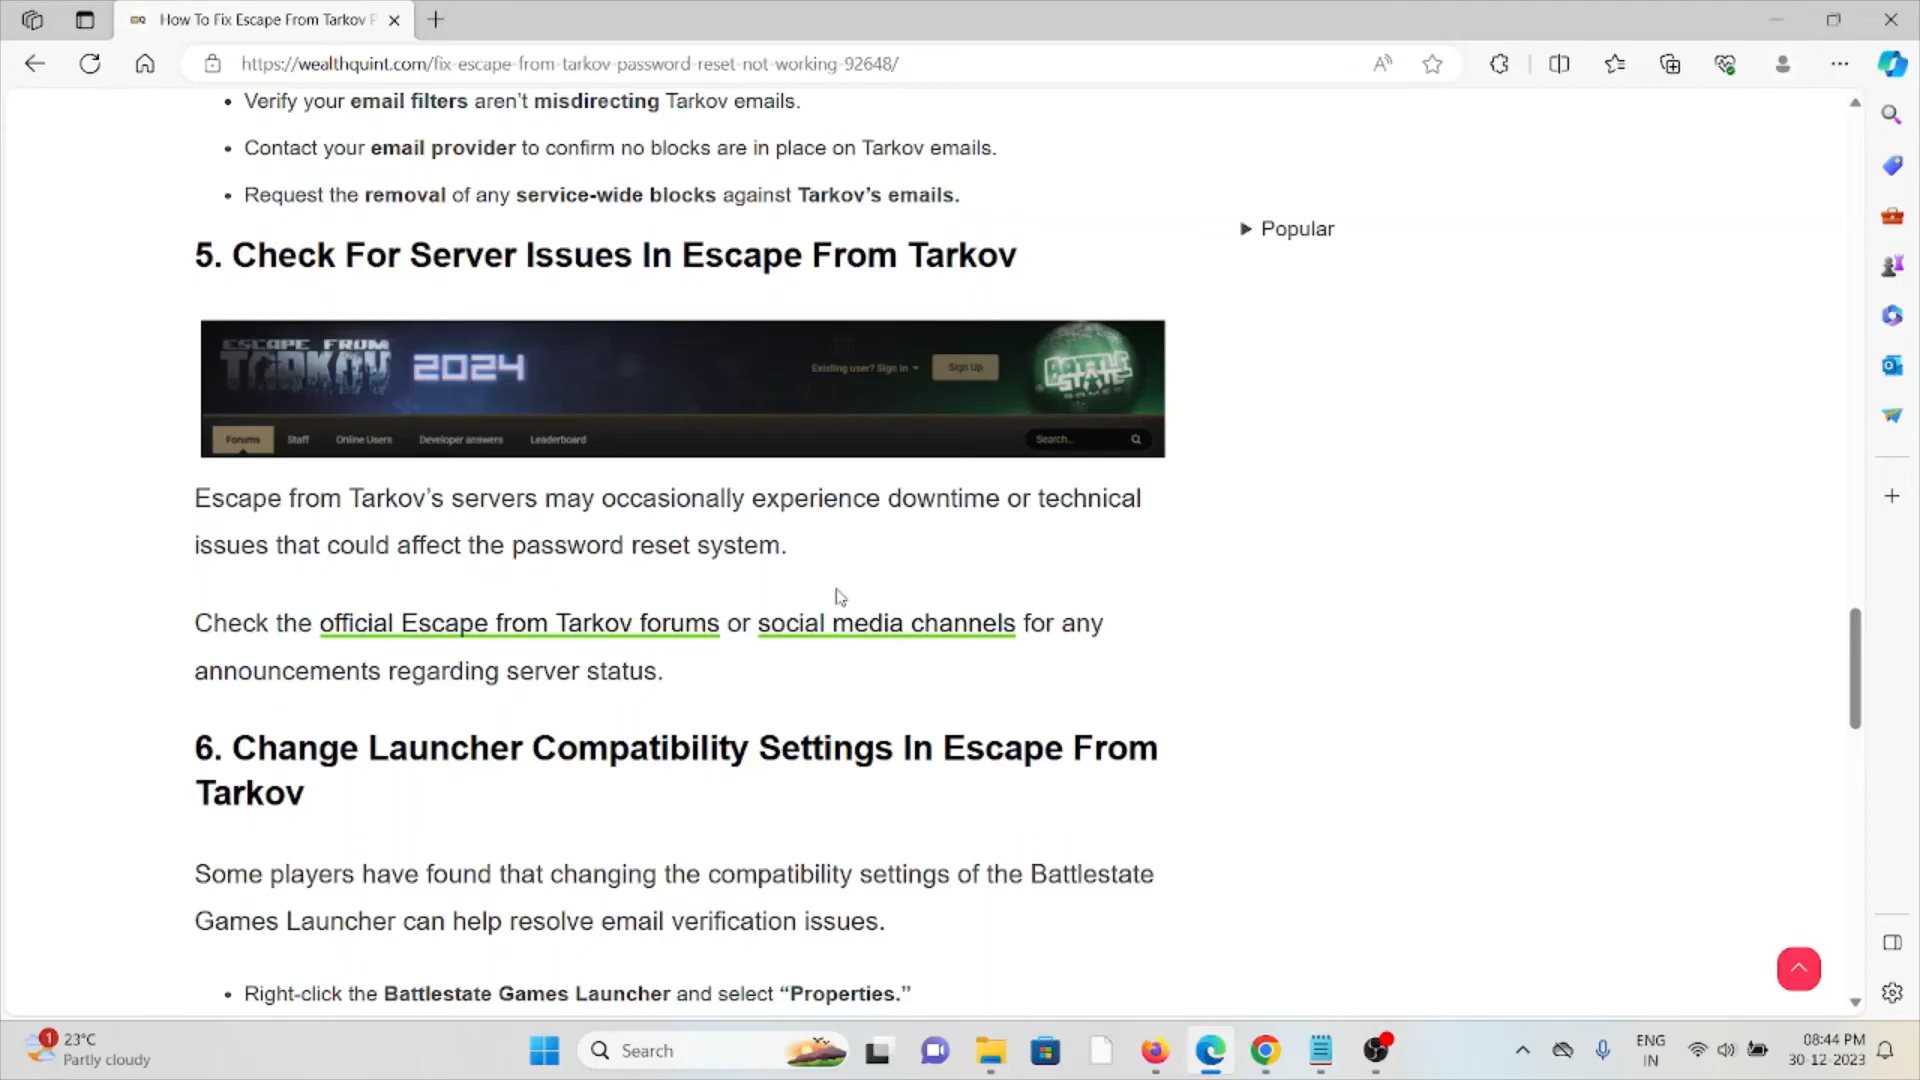 How To Fix Escape From Tarkov P
https://wealthquint.com/fix-escape-from-tarkov-password-reset-not-working-92648/
• Verify your email filters aren’t misdirecting Tarkov emails.
• Contact your email provider to confirm no blocks are in place on Tarkov emails.
• Request the removal of any service-wide blocks against Tarkov’s emails.
Popular
5. Check For Server Issues In Escape From Tarkov
ESCAPE FROM
TARKOV 2024
Existing user? Sign In
Sign Up
BATTLE
STATE
GAMES
Forums Staff Online Users Developer answers Leaderboard
Search...
Escape from Tarkov’s servers may occasionally experience downtime or technical
issues that could affect the password reset system.
Check the official Escape from Tarkov forums or social media channels for any
announcements regarding server status.
6. Change Launcher Compatibility Settings In Escape From
Tarkov
Some players have found that changing the compatibility settings of the Battlestate
Games Launcher can help resolve email verification issues.
• Right-click the Battlestate Games Launcher and select “Properties.”
1
23°C
Partly cloudy
Search
ENG
IN
08:44 PM
30-12-2023